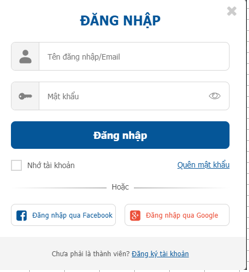 ĐĂNG NHẬP
Tên đăng nhập/Email
Mật khẩu
Đăng nhập
Nhớ tài khoản
Quên mật khẩu
Hoặc
Đăng nhập qua Facebook
Đăng nhập qua Google
Chưa phải là thành viên? Đăng ký tài khoản